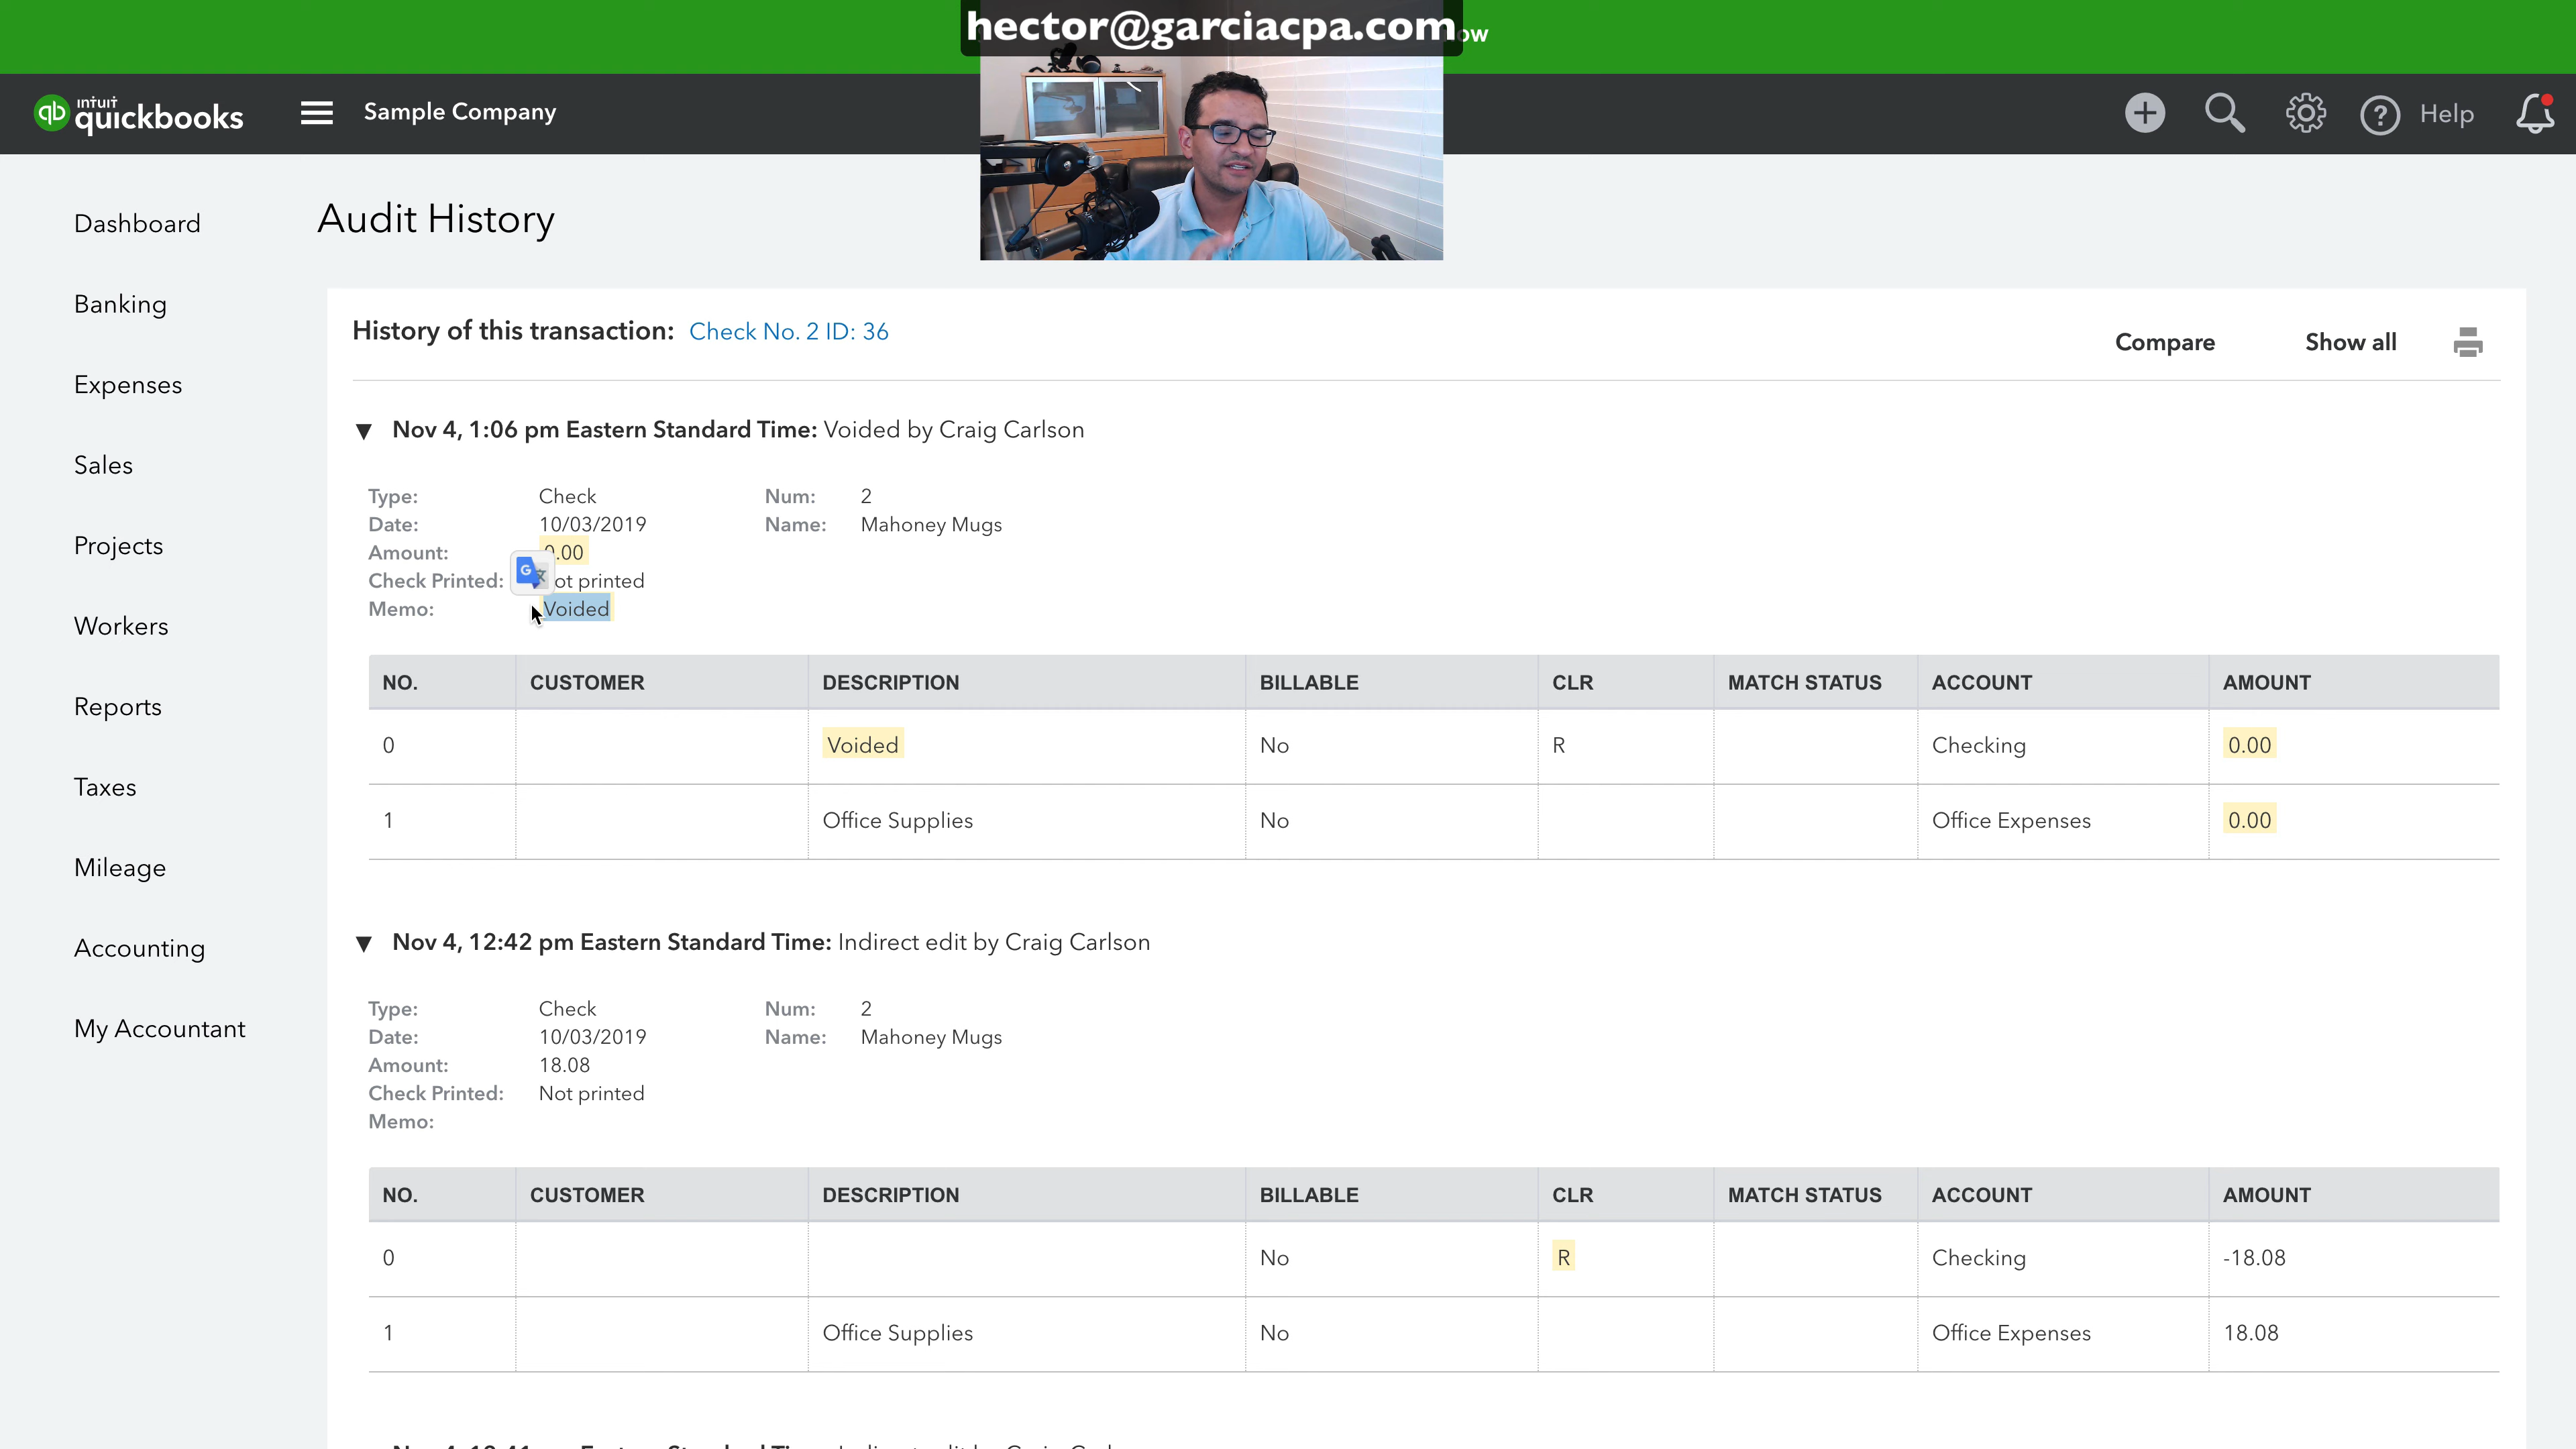 hector@garciacpa.com
ow
intuit
quickbooks
Sample Company
Help
Dashboard
Banking
Expenses
Sales
Projects
Workers
Reports
Taxes
Mileage
Accounting
My Accountant
Audit History
History of this transaction: Check No. 2 ID: 36
Compare
Show all
Nov 4, 1:06 pm Eastern Standard Time: Voided by Craig Carlson
Type: Check Num: 2
Date: 10/03/2019 Name: Mahoney Mugs
Amount: 0.00
Check Printed: ot printed
Memo: Voided
NO. CUSTOMER DESCRIPTION BILLABLE CLR MATCH STATUS ACCOUNT AMOUNT
0 Voided No R Checking 0.00
1 Office Supplies No Office Expenses 0.00
Nov 4, 12:42 pm Eastern Standard Time: Indirect edit by Craig Carlson
Type: Check Num: 2
Date: 10/03/2019 Name: Mahoney Mugs
Amount: 18.08
Check Printed: Not printed
Memo:
NO. CUSTOMER DESCRIPTION BILLABLE CLR MATCH STATUS ACCOUNT AMOUNT
0 No R Checking -18.08
1 Office Supplies No Office Expenses 18.08